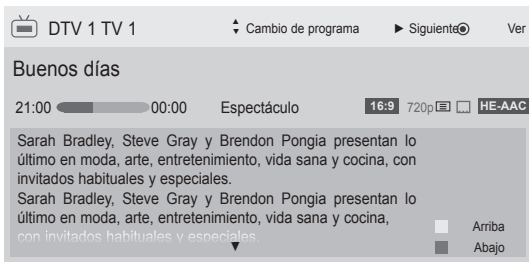 DTV 1 TV 1 Cambio de programa Siguiente Ver
Buenos días
21:00 00:00 Espectáculo 16:9 720p HE-AAC
Sarah Bradley, Steve Gray y Brendon Pongia presentan lo
último en moda, arte, entretenimiento, vida sana y cocina, con
invitados habituales y especiales.
Sarah Bradley, Steve Gray y Brendon Pongia presentan lo
último en moda, arte, entretenimiento, vida sana y cocina,
con invitados habituales y especiales.
Arriba
Abajo